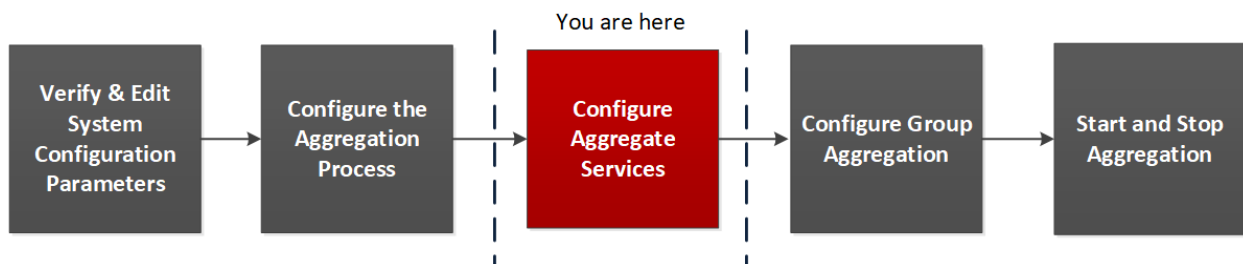 You are here
Verify & Edit
System
Configuration
Parameters
Configure the
Aggregation
Process
Configure
Aggregate
Services
Configure Group
Aggregation
Start and Stop
Aggregation